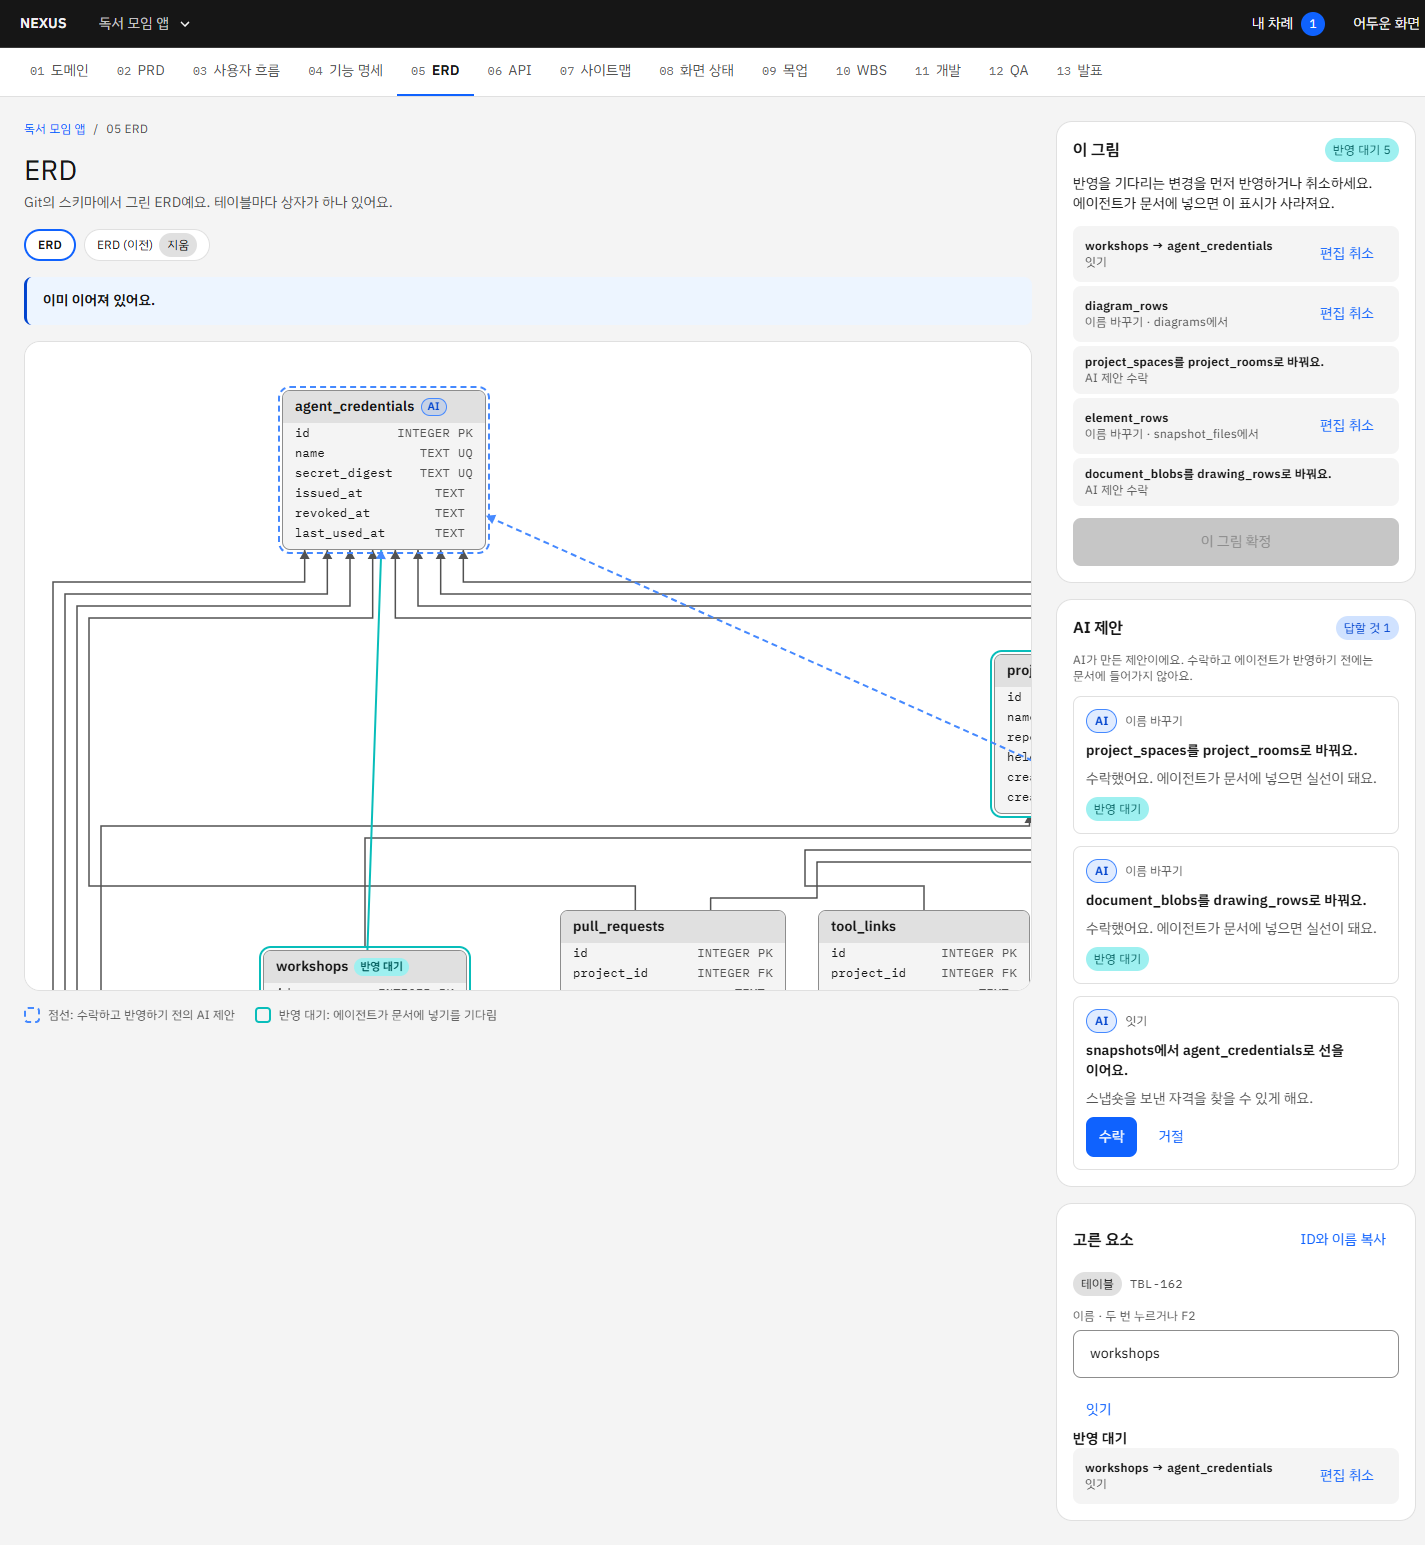 NEXUS 독서 모임 앱 내 차례 1 어두운 화면
01 도메인 02 PRD 03 사용자 흐름 04 기능 명세 05 ERD 06 API 07 사이트맵 08 화면 상태 09 목업 10 WBS 11 개발 12 QA 13 발표
독서 모임 앱 / 05 ERD
ERD
Git의 스키마에서 그린 ERD예요. 테이블마다 상자가 하나 있어요.
ERD ERD (이전) 지움
이미 이어져 있어요.
agent_credentials AI
id INTEGER PK
name TEXT UQ
secret_digest TEXT UQ
issued_at TEXT
revoked_at TEXT
last_used_at TEXT
proj
id
name
repo
help
crea
crea
pull_requests
id INTEGER PK
project_id INTEGER FK
tool_links
id INTEGER PK
project_id INTEGER FK
workshops 반영 대기
점선: 수락하고 반영하기 전의 AI 제안 반영 대기: 에이전트가 문서에 넣기를 기다림
이 그림 반영 대기 5
반영을 기다리는 변경을 먼저 반영하거나 취소하세요.
에이전트가 문서에 넣으면 이 표시가 사라져요.
workshops → agent_credentials
잇기
편집 취소
diagram_rows
이름 바꾸기 · diagrams에서
편집 취소
project_spaces를 project_rooms로 바꿔요.
AI 제안 수락
element_rows
이름 바꾸기 · snapshot_files에서
편집 취소
document_blobs를 drawing_rows로 바꿔요.
AI 제안 수락
이 그림 확정
AI 제안 답할 것 1
AI가 만든 제안이에요. 수락하고 에이전트가 반영하기 전에는
문서에 들어가지 않아요.
AI 이름 바꾸기
project_spaces를 project_rooms로 바꿔요.
수락했어요. 에이전트가 문서에 넣으면 실선이 돼요.
반영 대기
AI 이름 바꾸기
document_blobs를 drawing_rows로 바꿔요.
수락했어요. 에이전트가 문서에 넣으면 실선이 돼요.
반영 대기
AI 잇기
snapshots에서 agent_credentials로 선을
이어요.
스냅숏을 보낸 자격을 찾을 수 있게 해요.
수락 거절
고른 요소 ID와 이름 복사
테이블 TBL-162
이름 · 두 번 누르거나 F2
workshops
잇기
반영 대기
workshops → agent_credentials
잇기
편집 취소